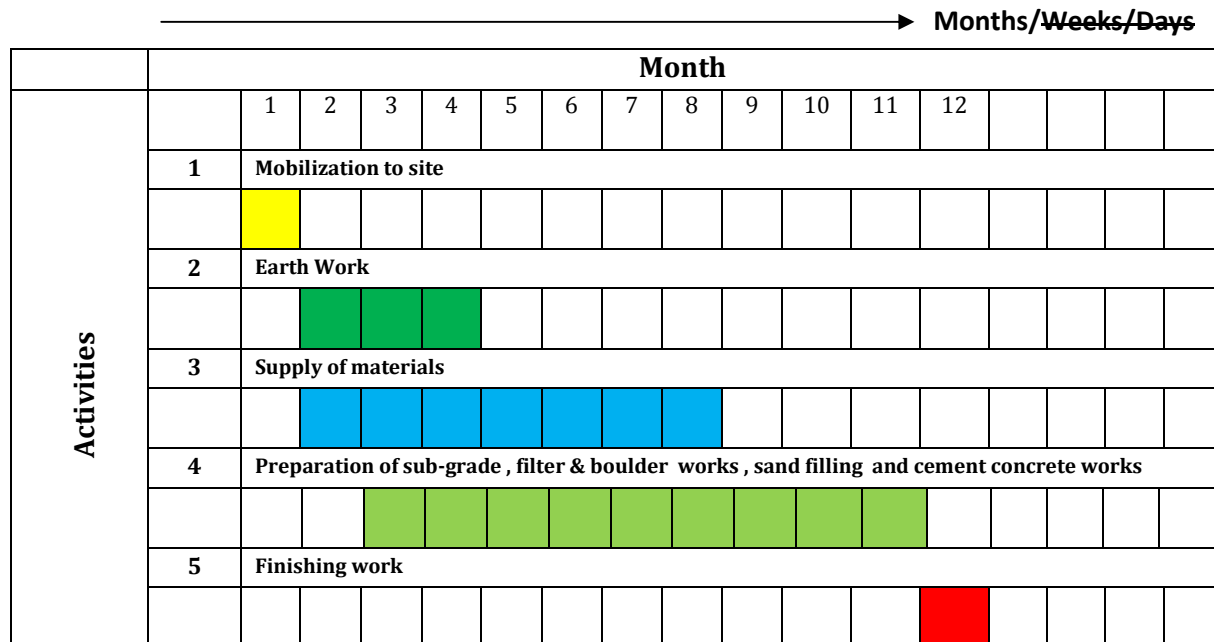 Months/Weeks/Days
Month
1 2 3 4 5 6 7 8 9 10 11 12
Activities
1 Mobilization to site
2 Earth Work
3 Supply of materials
4 Preparation of sub-grade , filter & boulder works , sand filling and cement concrete works
5 Finishing work